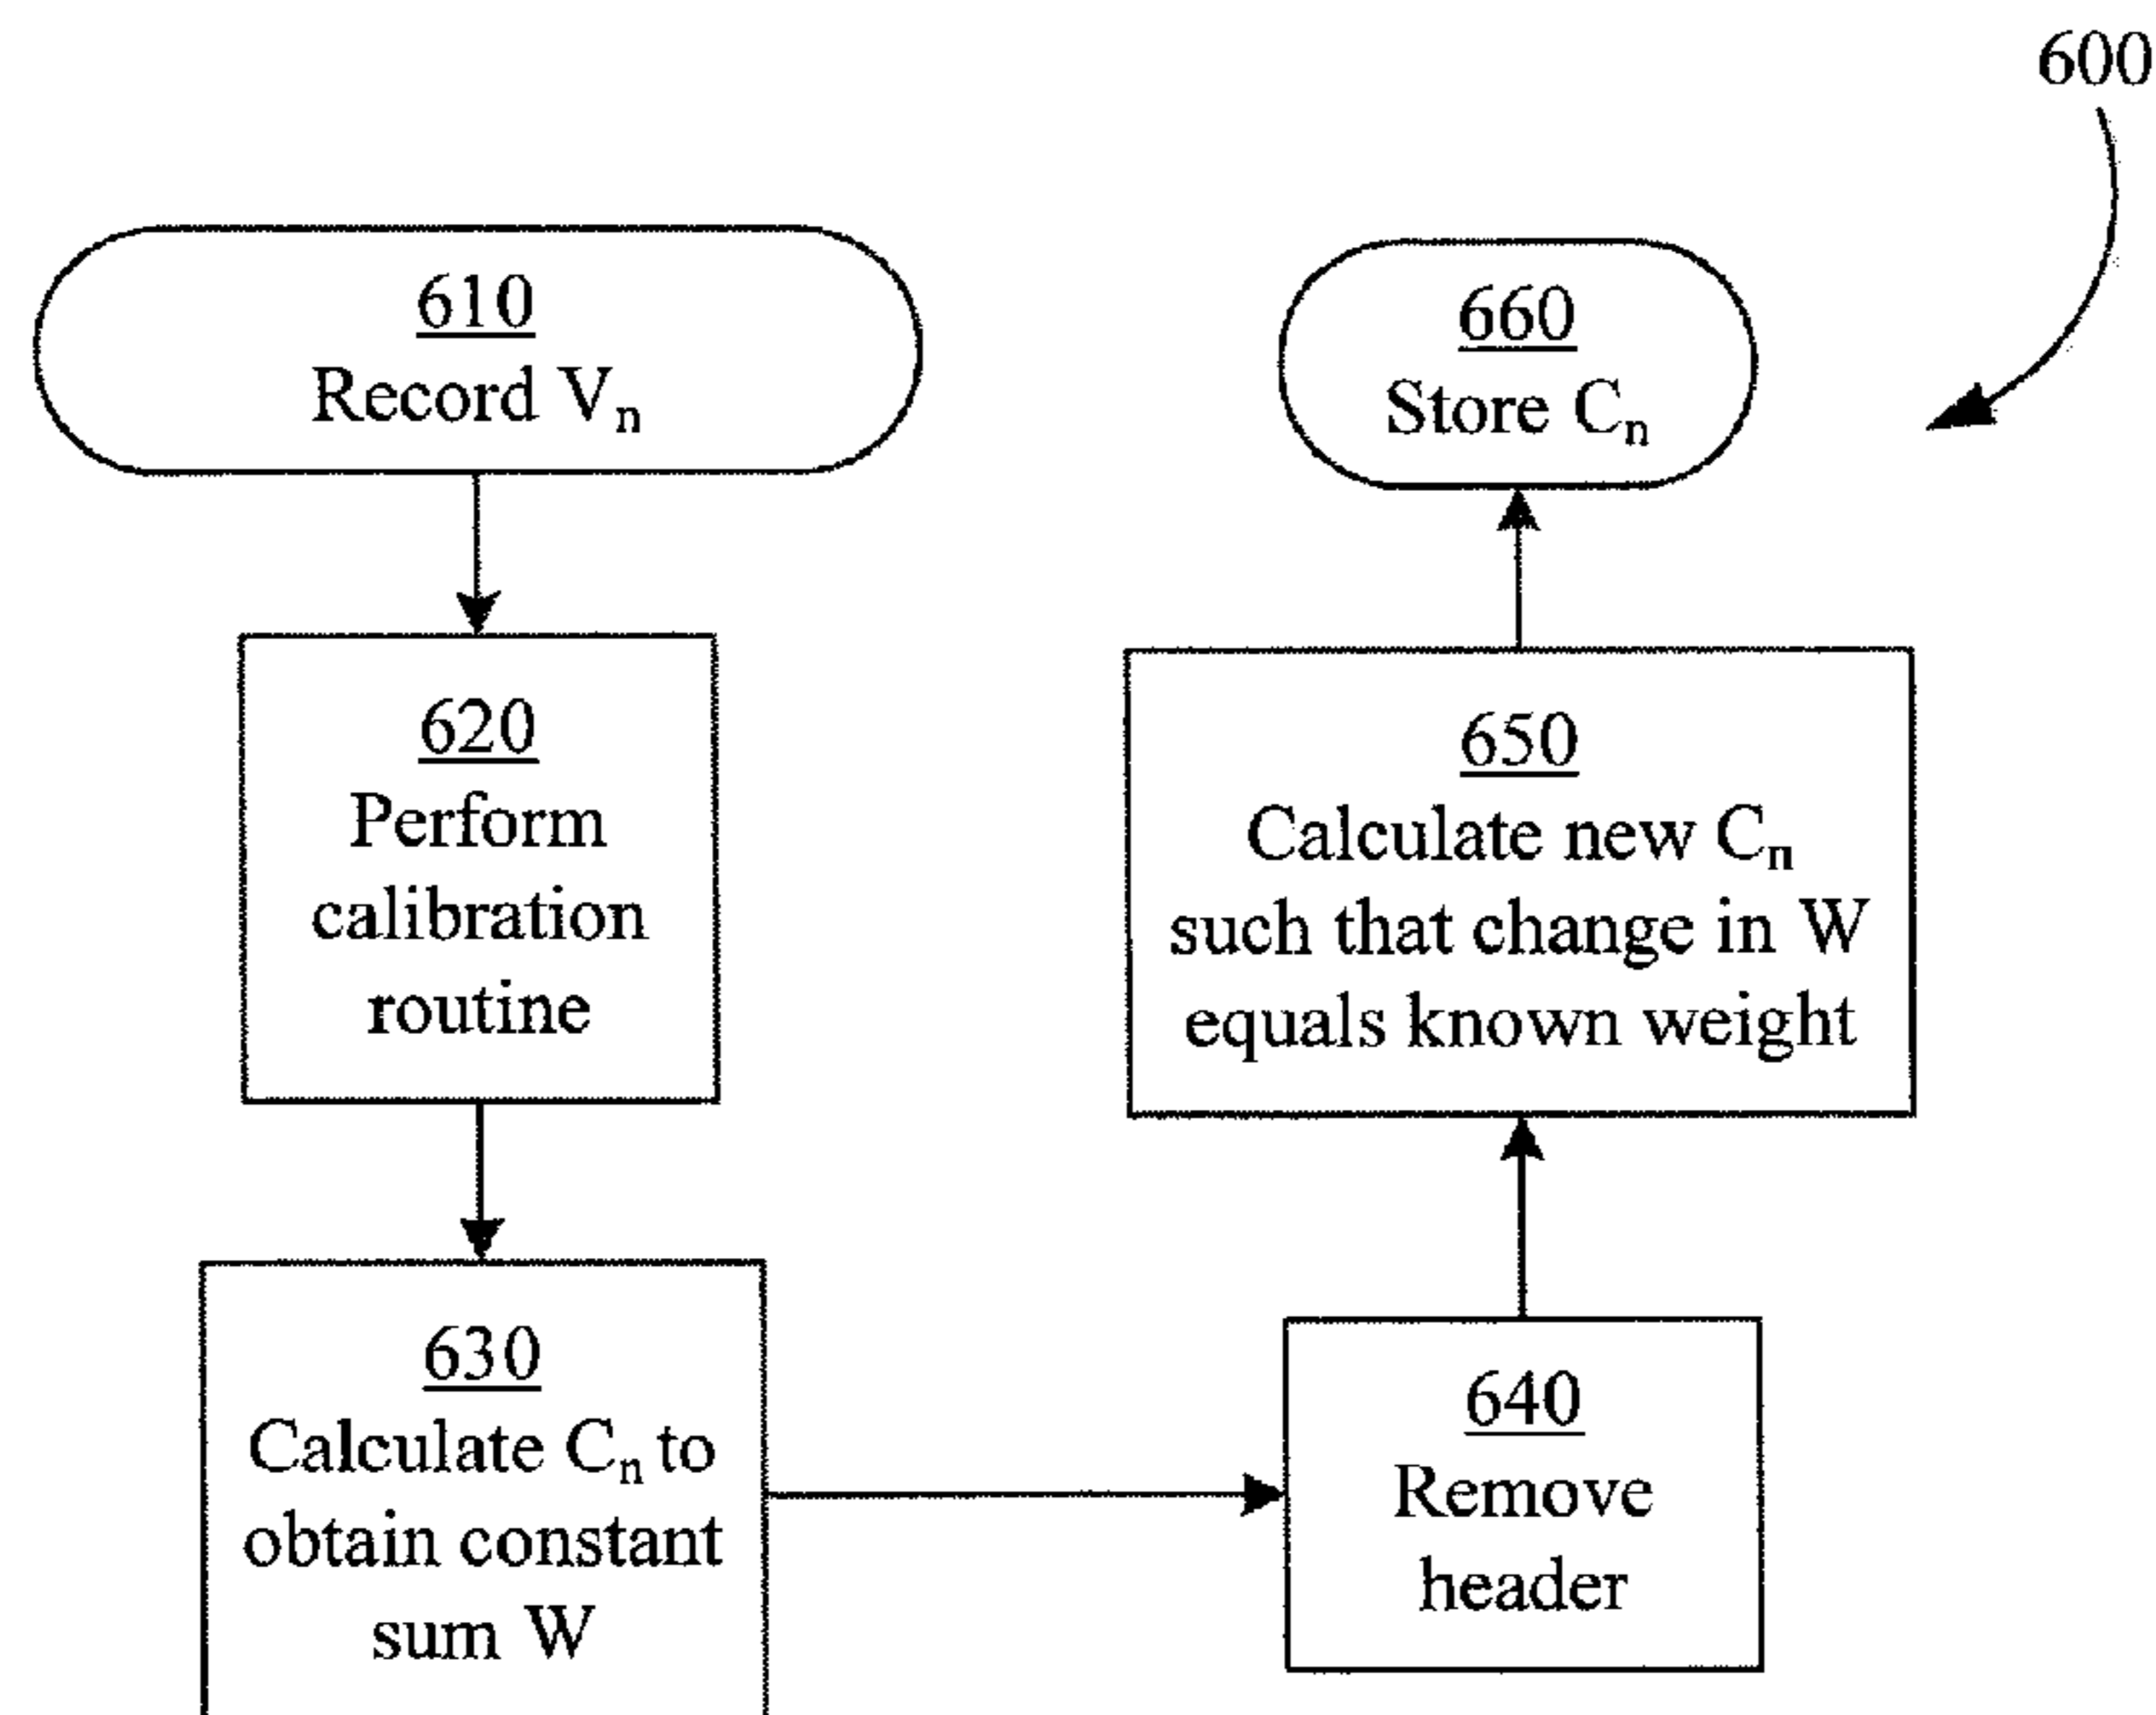 600
610
Record Vn
620
Perform
calibration
routine
630
Calculate Cn to
obtain constant
sum W
640
Remove
header
650
Calculate new Cn
such that change in W
equals known weight
660
Store Cn